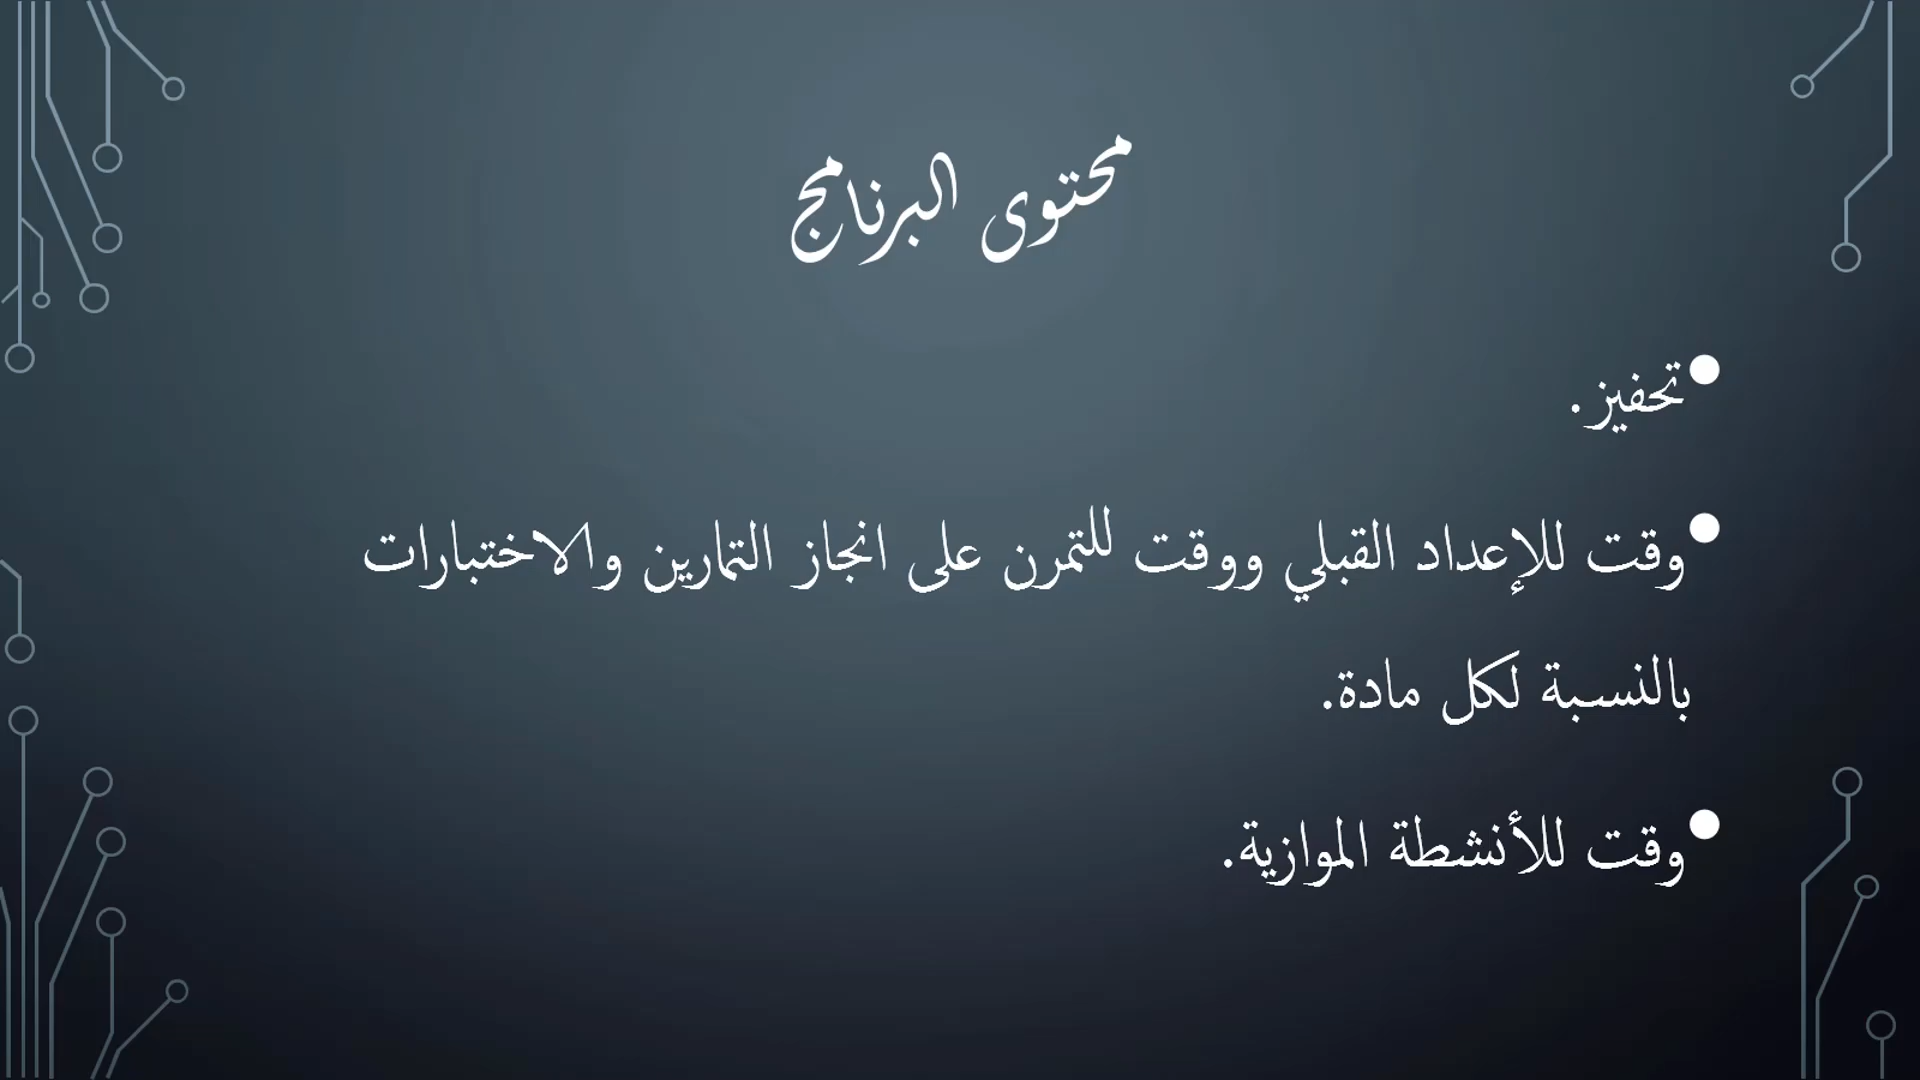 محتوى البرنامج
•تحفيز.
•وقت للإعداد القبلي ووقت للتمرن على انجاز التمارين والاختبارات
بالنسبة لكل مادة.
•وقت للأنشطة الموازية.